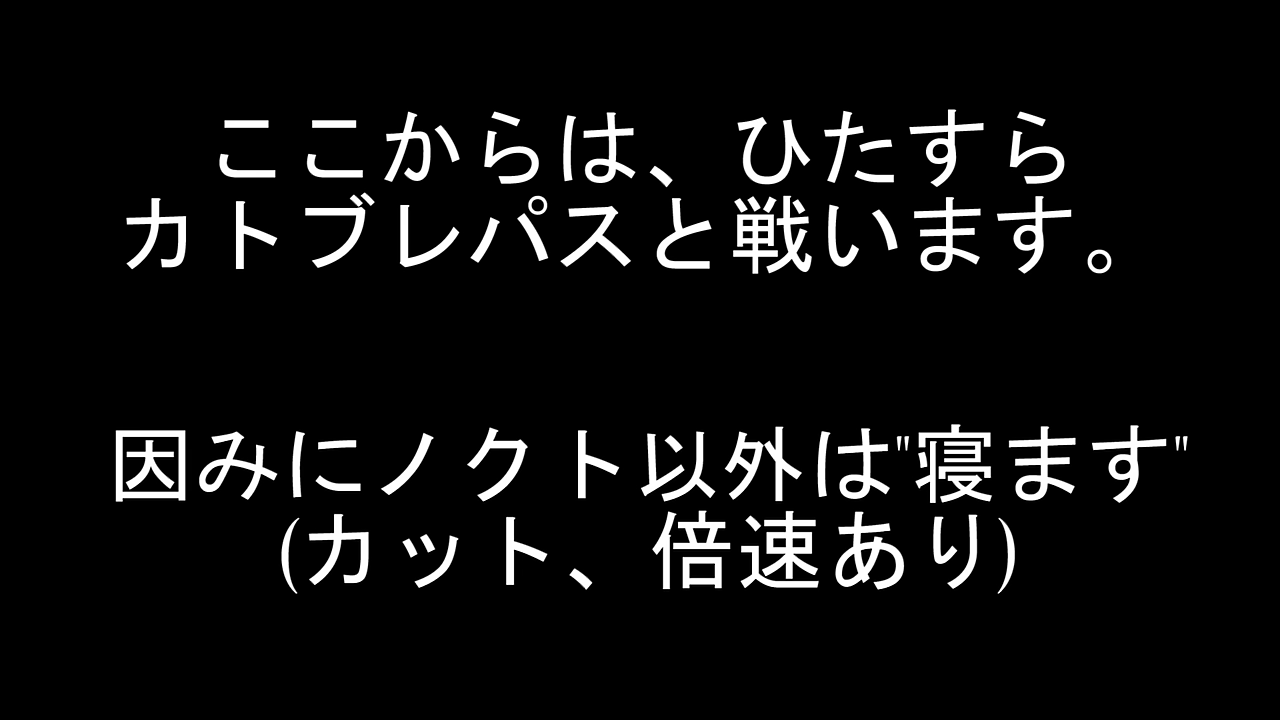 ここからは、ひたすら
カトブレパスと戦います。
因みにノクト以外は"寝ます"
(カット、倍速あり)